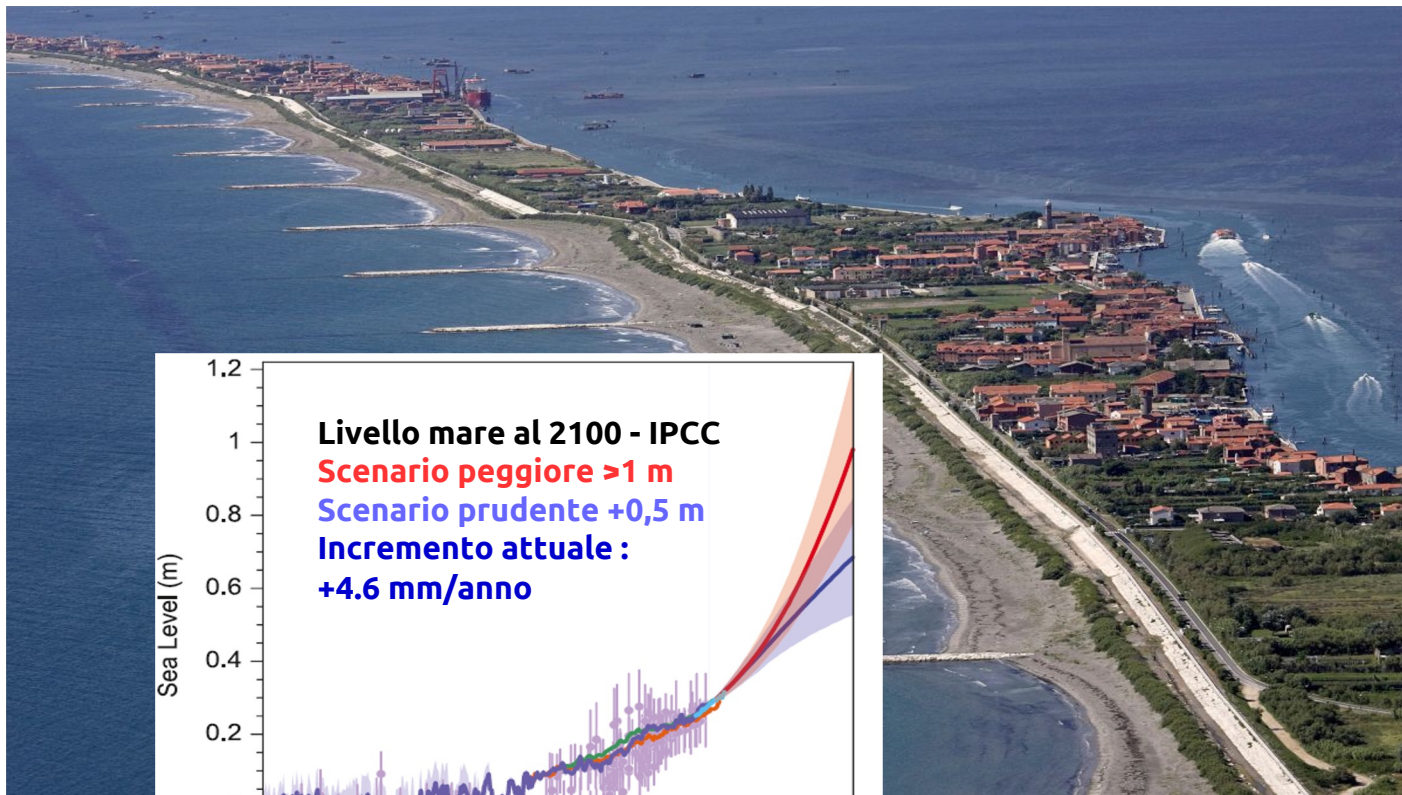 1.2
1
0.8
0.6
0.4
0.2
Sea Level (m)
Livello mare al 2100 - IPCC
Scenario peggiore >1 m
Scenario prudente +0,5 m
Incremento attuale :
+4.6 mm/anno